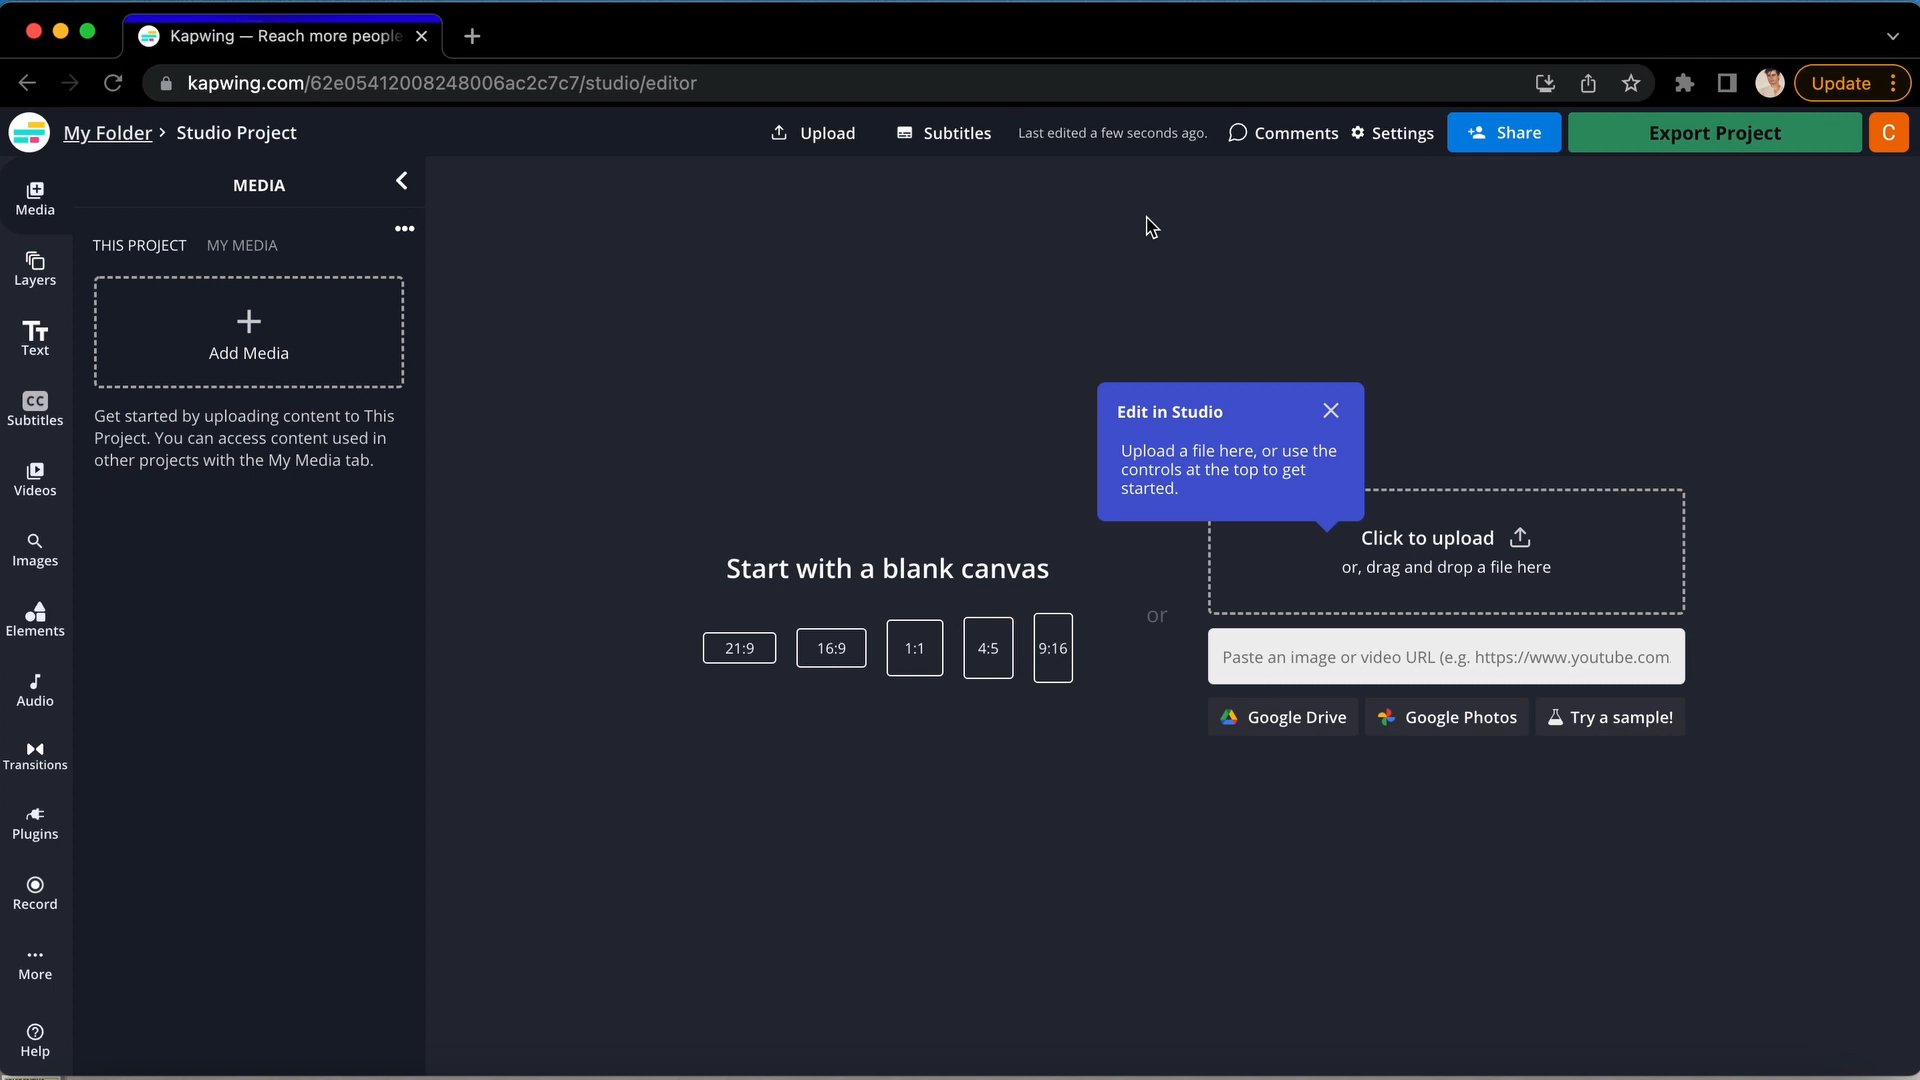 Kapwing — Reach more people
Update
kapwing.com/62e05412008248006ac2c7c7/studio/editor
My Folder > Studio Project
Upload
Subtitles
Last edited a few seconds ago.
Comments
Settings
Share
Export Project
C
Media
Layers
Text
CC
Subtitles
Videos
Images
Elements
Audio
Transitions
Plugins
Record
More
Help
MEDIA
THIS PROJECT
MY MEDIA
Add Media
Get started by uploading content to This
Project. You can access content used in
other projects with the My Media tab.
Start with a blank canvas
21:9
16:9
1:1
4:5
9:16
or
Edit in Studio
Upload a file here, or use the
controls at the top to get
started.
Click to upload
or, drag and drop a file here
Paste an image or video URL (e.g. https://www.youtube.com
Google Drive
Google Photos
Try a sample!